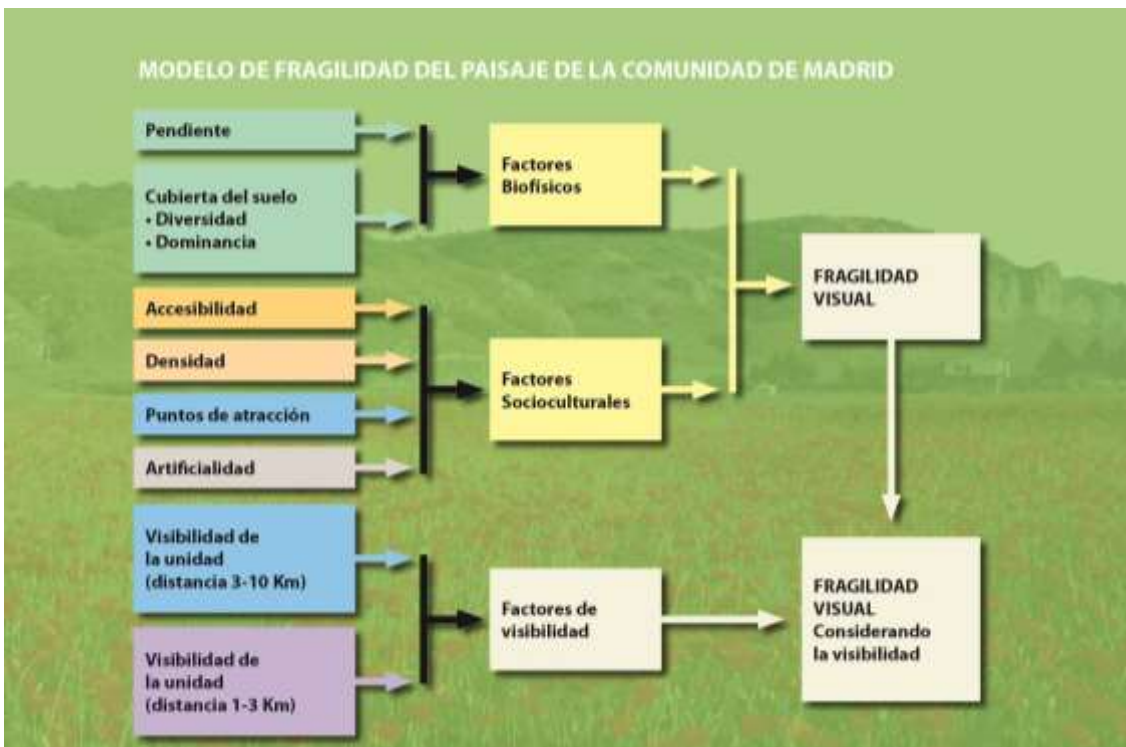 MODELO DE FRAGILIDAD DEL PAISAJE DE LA COMUNIDAD DE MADRID
Pendiente
Cubierta del suelo
• Diversidad
• Dominancia
Accesibilidad
Densidad
Puntos de atracción
Artificialidad
Visibilidad de
la unidad
(distancia 3-10 Km)
Visibilidad de
la unidad
(distancia 1-3 Km)
Factores
Biofísicos
Factores
Socioculturales
Factores de
visibilidad
FRAGILIDAD
VISUAL
FRAGILIDAD
VISUAL
Considerando
la visibilidad